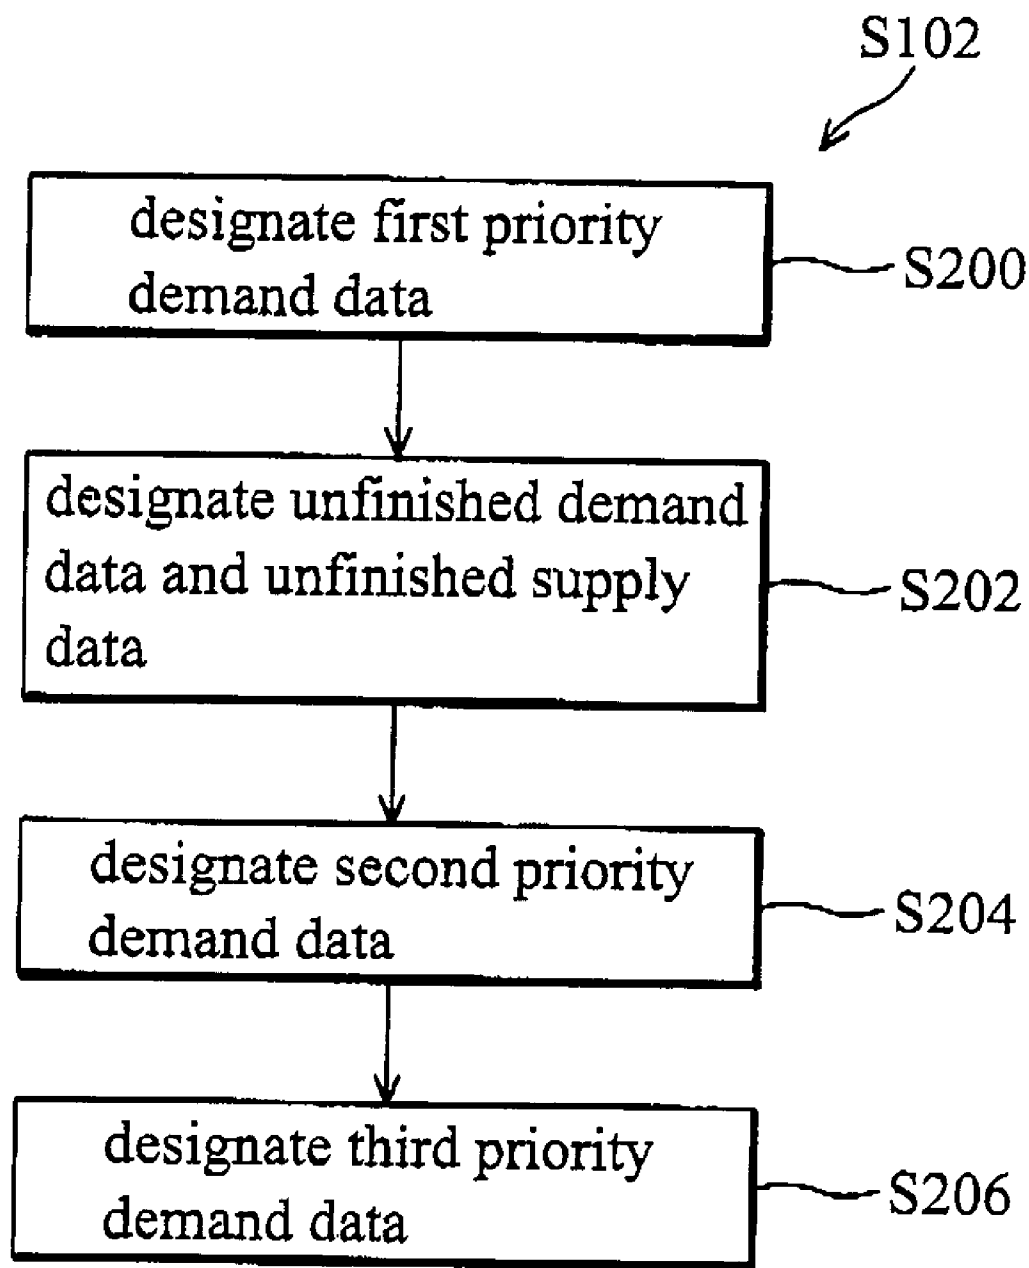 S102
designate first priority
demand data
S200
designate unfinished demand
data and unfinished supply
data
S202
designate second priority
demand data
S204
designate third priority
demand data
S206